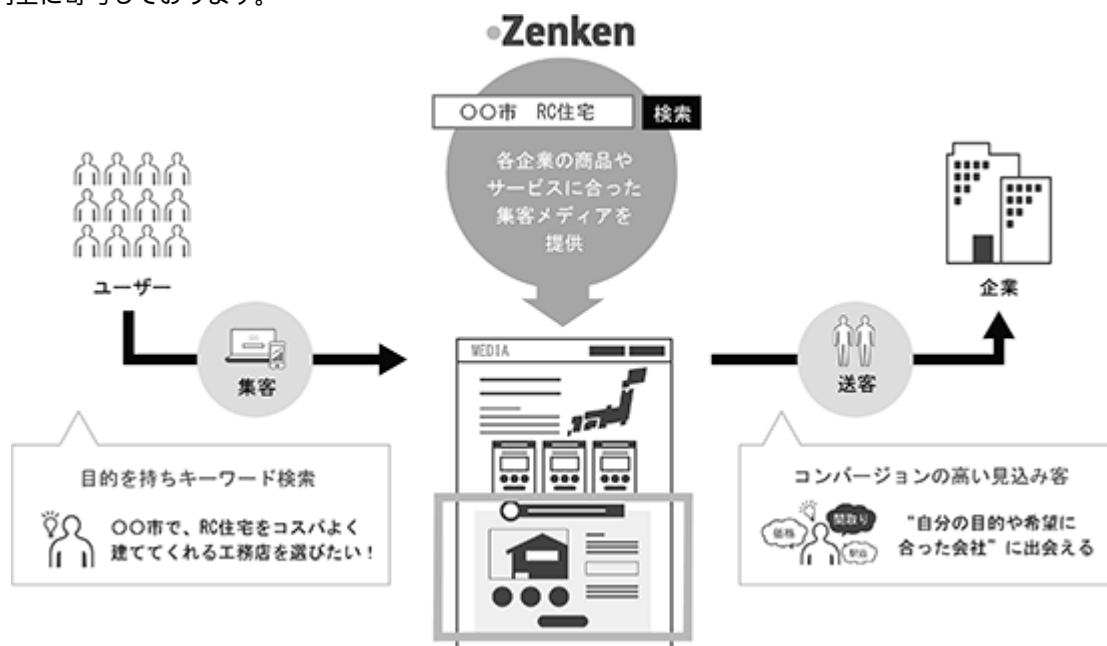 •Zenken
〇〇市 RC住宅
検索
各企業の商品や
サービスに合った
集客メディアを
提供
ユーザー
企業
集客
MEDIA
送客
目的を持ちキーワード検索
〇〇市で、RC住宅をコスパよく
建ててくれる工務店を選びたい！
コンバージョンの高い見込み客
価格
間取り
駅近
"自分の目的や希望に
合った会社"に出会える